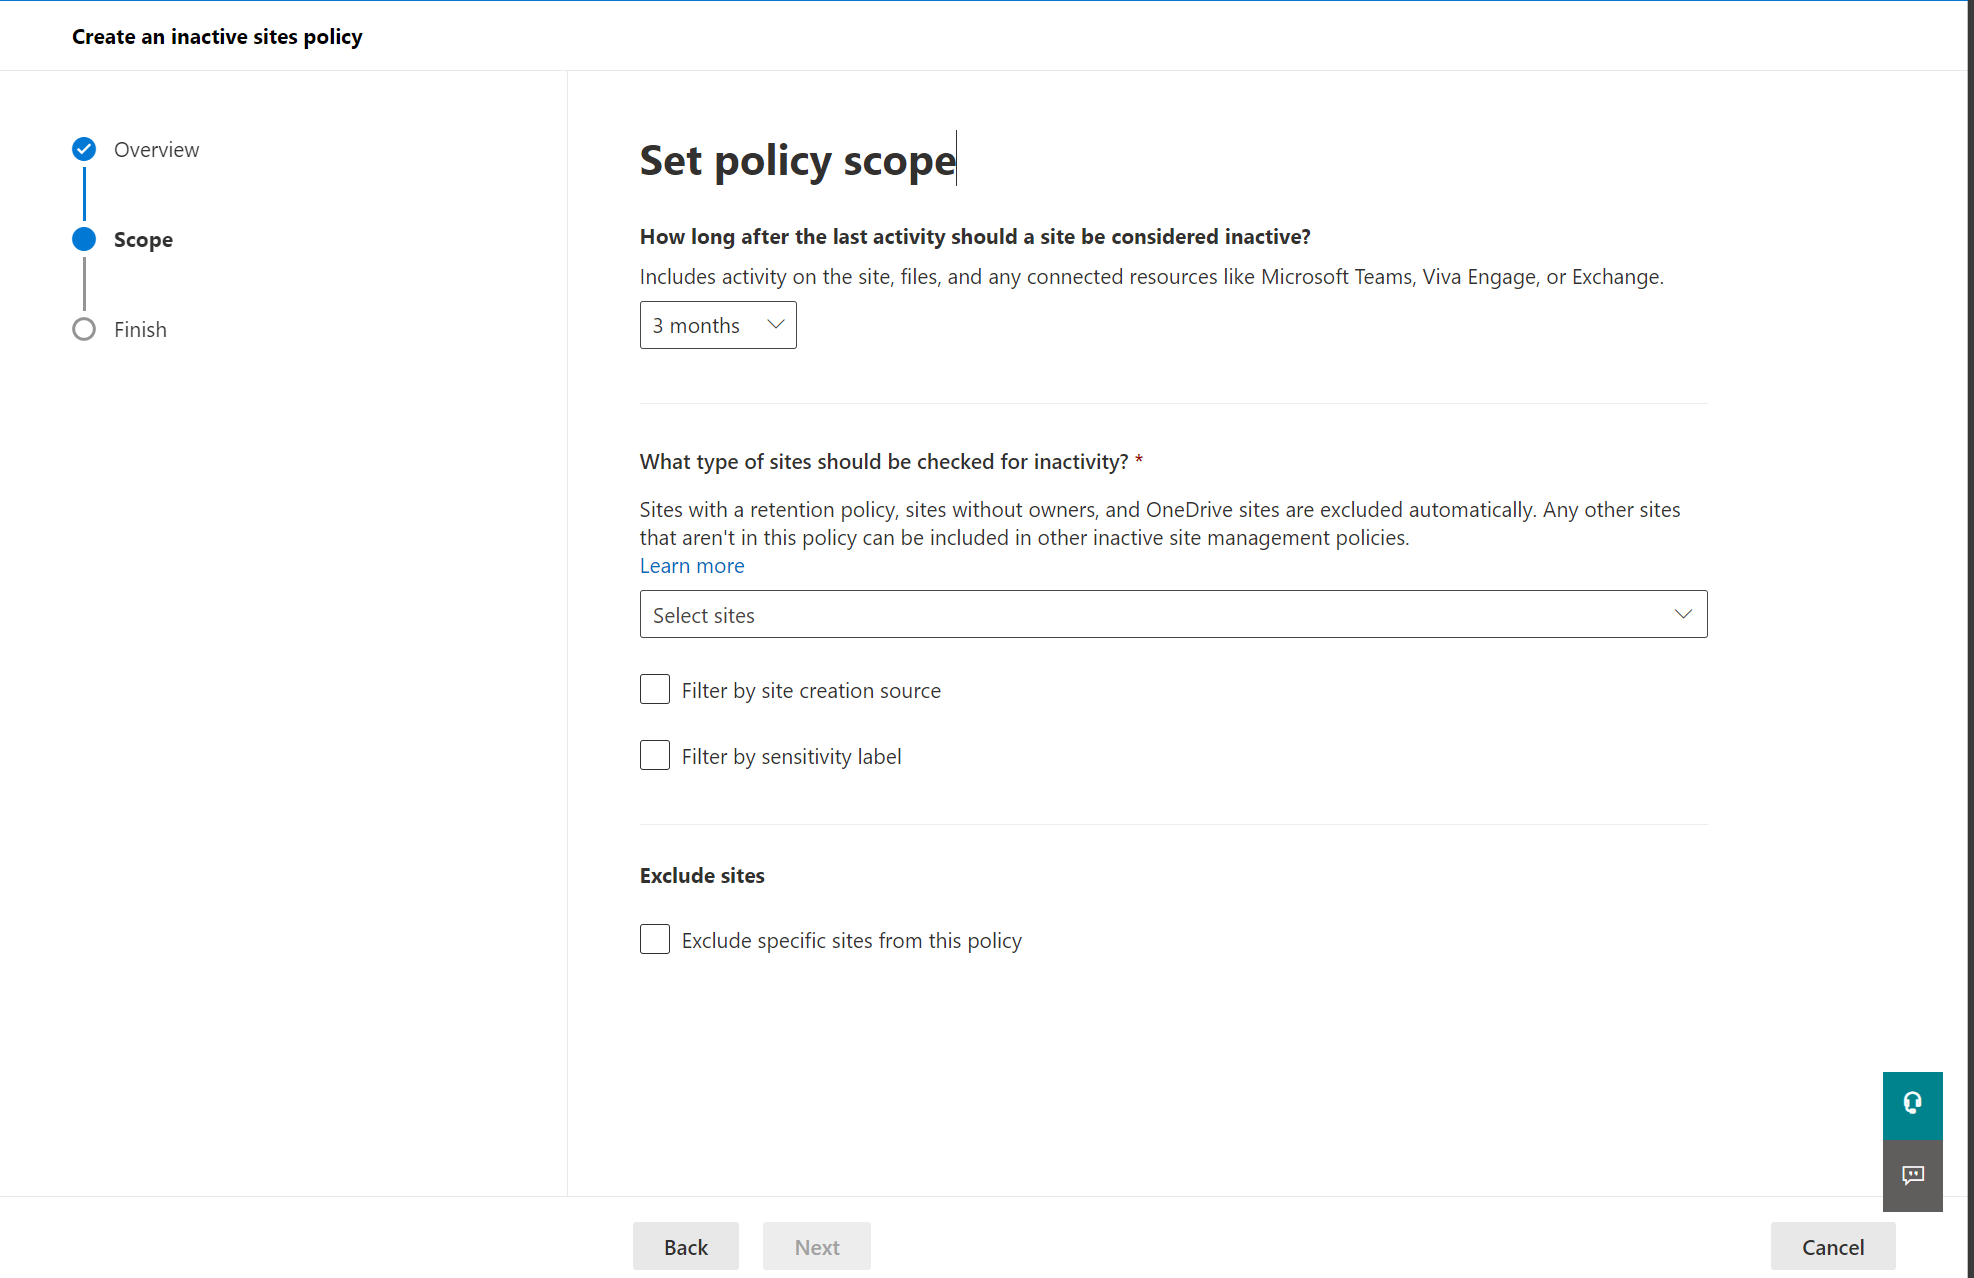 Create an inactive sites policy
Overview
Scope
Finish
Set policy scope
How long after the last activity should a site be considered inactive?
Includes activity on the site, files, and any connected resources like Microsoft Teams, Viva Engage, or Exchange.
3 months
What type of sites should be checked for inactivity? *
Sites with a retention policy, sites without owners, and OneDrive sites are excluded automatically. Any other sites
that aren't in this policy can be included in other inactive site management policies.
Learn more
Select sites
Filter by site creation source
Filter by sensitivity label
Exclude sites
Exclude specific sites from this policy
Back
Next
Cancel